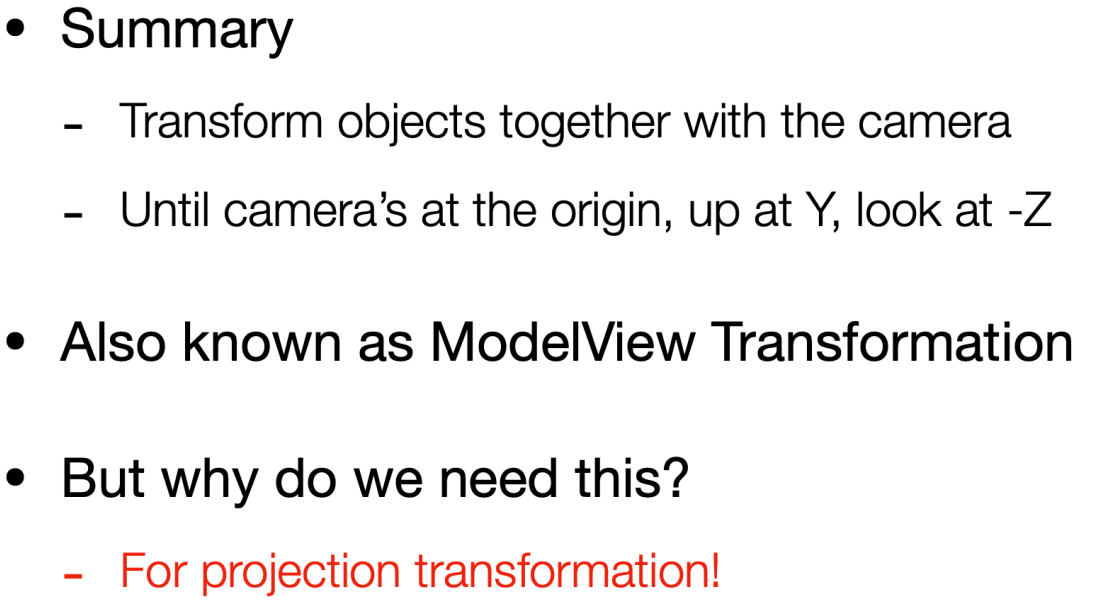 • Summary
- Transform objects together with the camera
- Until camera’s at the origin, up at Y, look at -Z
• Also known as ModelView Transformation
• But why do we need this?
- For projection transformation!